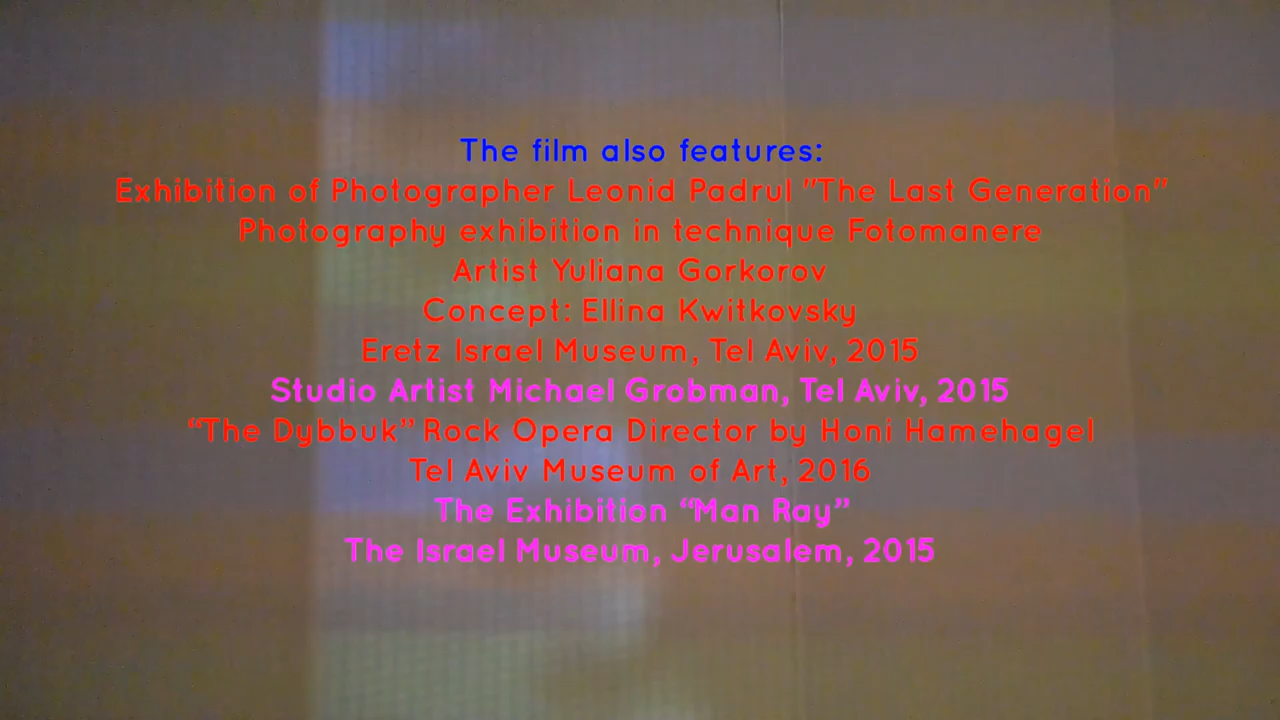 The film also features:
Exhibition of Photographer Leonid Padrul "The Last Generation"
Photography exhibition in technique Fotomanere
Artist Yuliana Gorkorov
Concept: Ellina Kwitkovsky
Eretz Israel Museum, Tel Aviv, 2015
Studio Artist Michael Grobman, Tel Aviv, 2015
“The Dybbuk” Rock Opera Director by Honi Hamehagel
Tel Aviv Museum of Art, 2016
The Exhibition “Man Ray”
The Israel Museum, Jerusalem, 2015